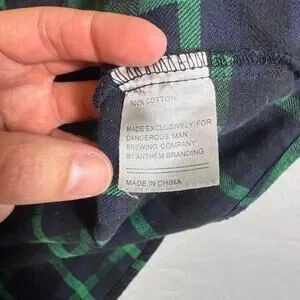 100% COTTON
MADE EXCLUSIVELY FOR
DANGEROUS MAN
BREWING COMPANY
BY ANTHEM BRANDING.
MADE IN CHINA